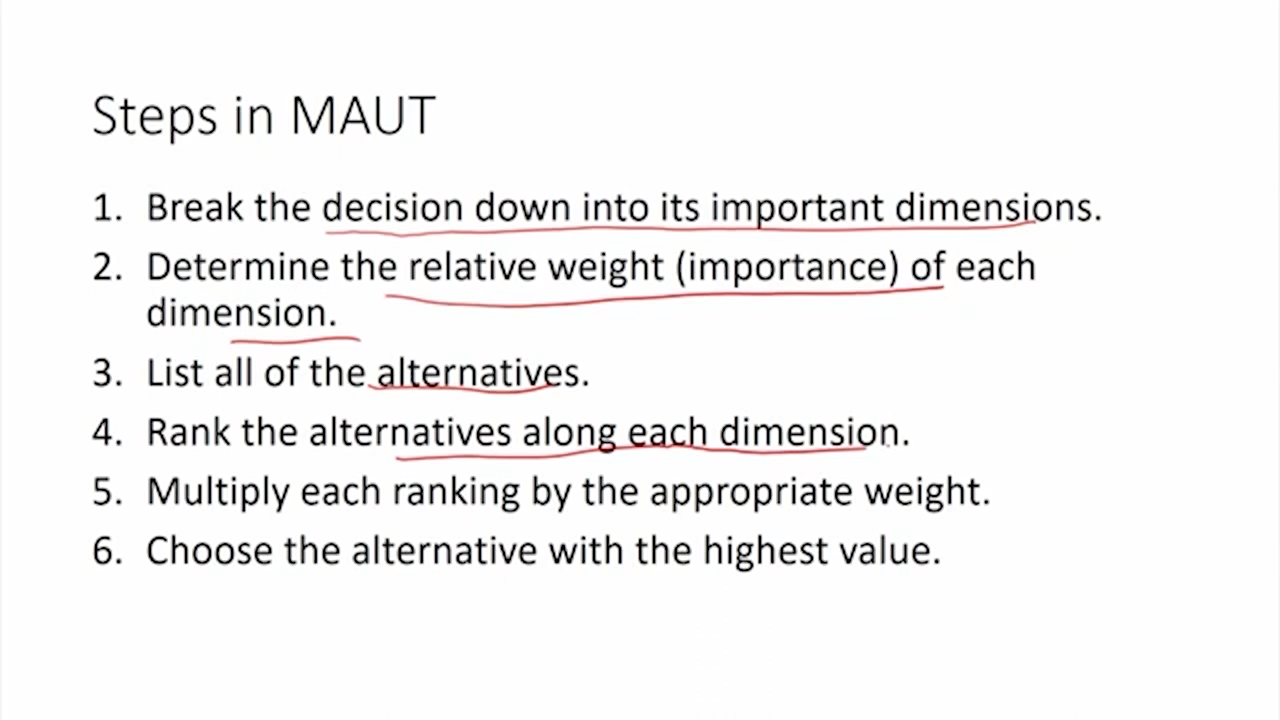 Steps in MAUT
1. Break the decision down into its important dimensions.
2. Determine the relative weight (importance) of each
dimension.
3. List all of the alternatives.
4. Rank the alternatives along each dimension.
5. Multiply each ranking by the appropriate weight.
6. Choose the alternative with the highest value.